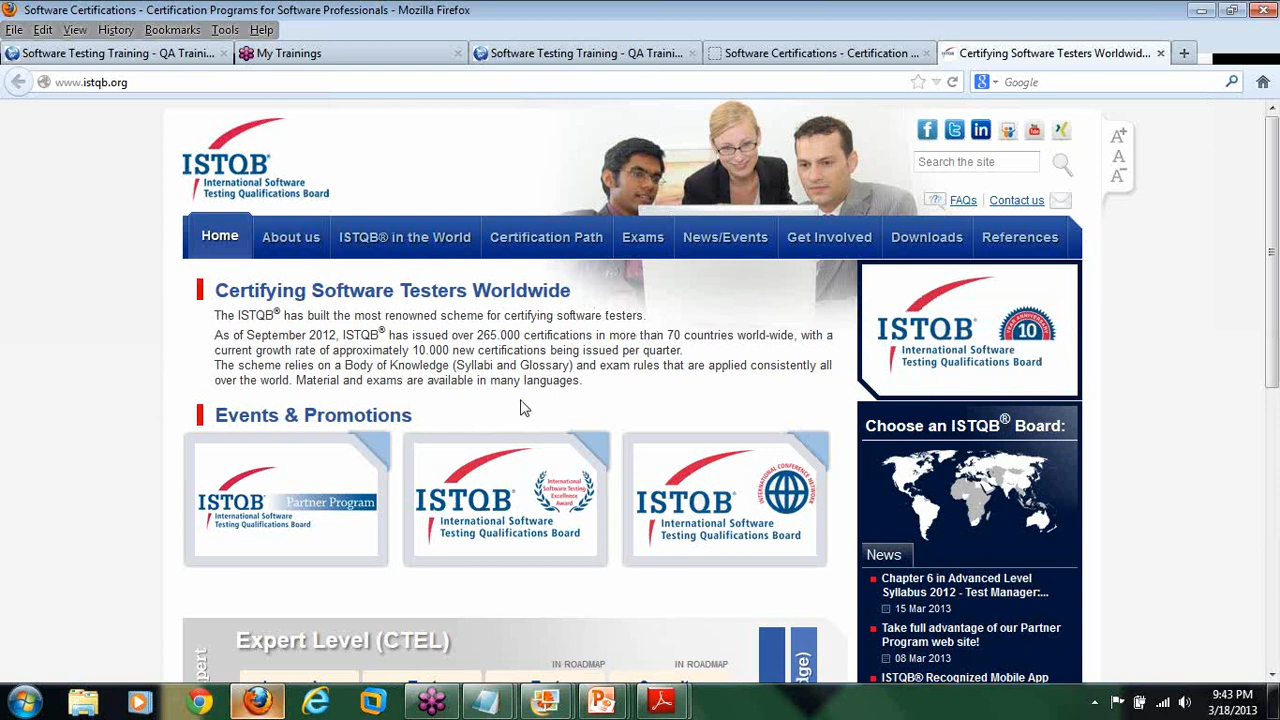 Software Certifications - Certification Programs for Software Professionals - Mozilla Firefox
File Edit View History Bookmarks Tools Help
Software Testing Training - QA Traini...
My Trainings
Software Testing Training - QA Traini...
Software Certifications - Certification ...
Certifying Software Testers Worldwid...
www.istqb.org
Google
ISTQB®
International Software
Testing Qualifications Board
Search the site
FAQs | Contact us
A+
A
A-
Home
About us
ISTQB® in the World
Certification Path
Exams
News/Events
Get Involved
Downloads
References
Certifying Software Testers Worldwide
The ISTQB® has built the most renowned scheme for certifying software testers.
As of September 2012, ISTQB® has issued over 265.000 certifications in more than 70 countries world-wide, with a
current growth rate of approximately 10.000 new certifications being issued per quarter.
The scheme relies on a Body of Knowledge (Syllabi and Glossary) and exam rules that are applied consistently all
over the world. Material and exams are available in many languages.
ISTQB®
International Software
Testing Qualifications Board
YEAR ANNIVERSARY
10
Events & Promotions
ISTQB®
Partner Program
International Software
Testing Qualifications Board
ISTQB®
International Software Testing Excellence Award
International Software
Testing Qualifications Board
ISTQB®
INTERNATIONAL CONFERENCE NETWORK
International Software
Testing Qualifications Board
Choose an ISTQB® Board:
News
Chapter 6 in Advanced Level
Syllabus 2012 - Test Manager:...
15 Mar 2013
Take full advantage of our Partner
Program web site!
08 Mar 2013
ISTQB® Recognized Mobile App
Expert Level (CTEL)
IN ROADMAP
IN ROADMAP
9:43 PM
3/18/2013